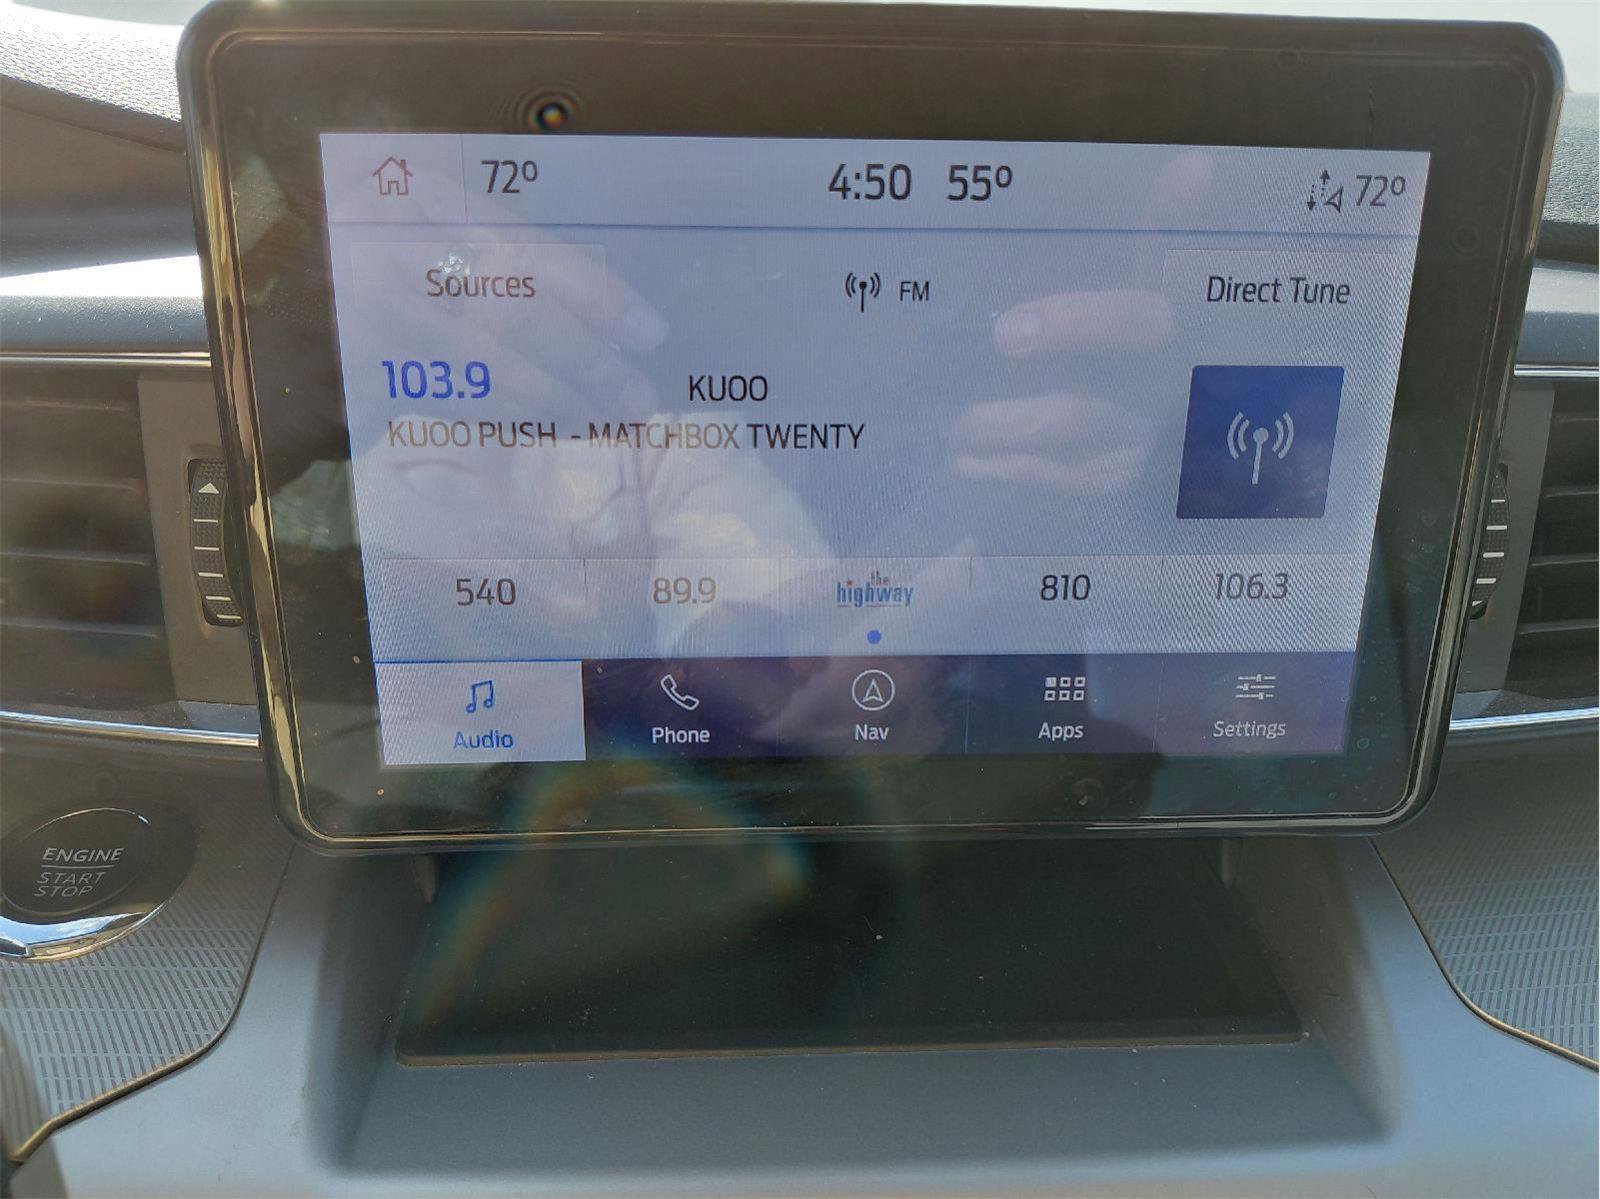 72° 4:50 55° 72°
Sources FM Direct Tune
103.9 KUOO
KUOO PUSH - MATCHBOX TWENTY
540 89.9 the highway 810 106.3
Audio Phone Nav Apps Settings
ENGINE
START
STOP